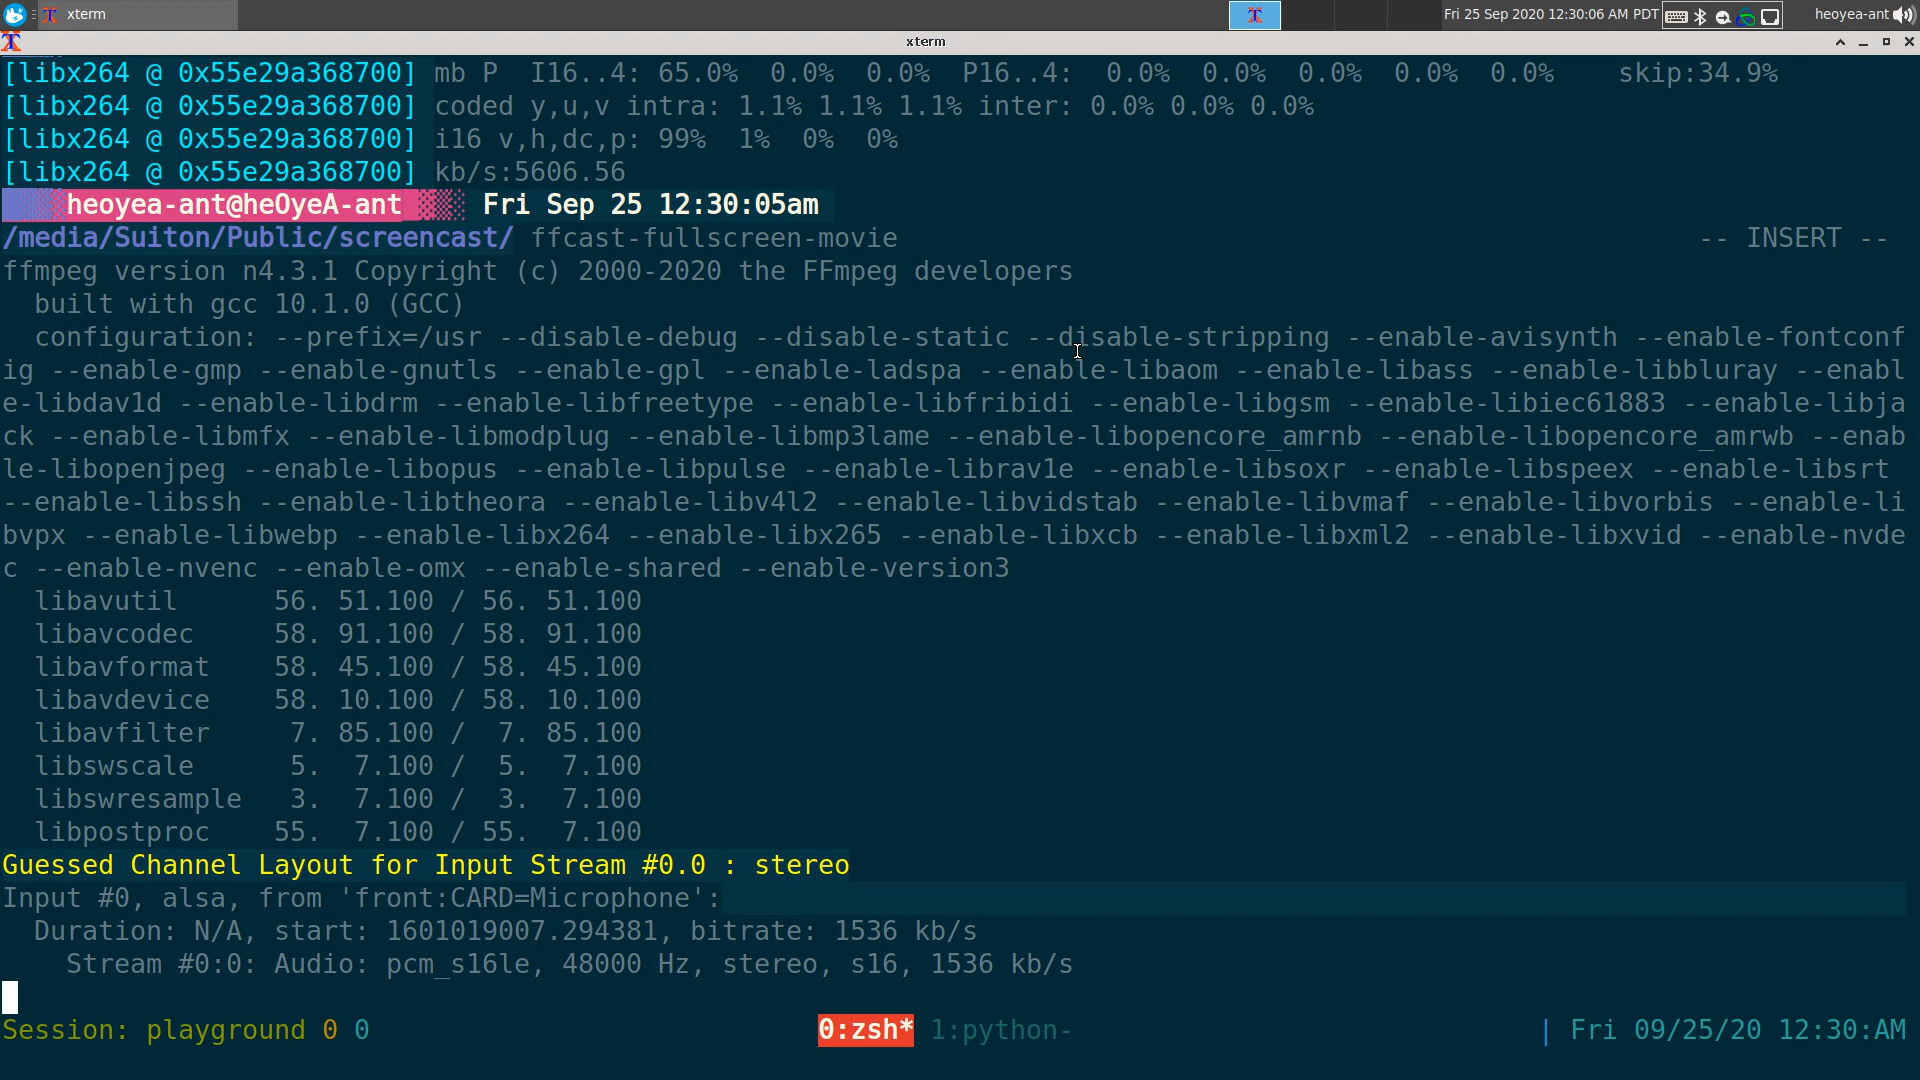 xterm
Fri 25 Sep 2020 12:30:06 AM PDT
heoyea-ant
xterm
[libx264 @ 0x55e29a368700] mb P  I16..4: 65.0%  0.0%  0.0%  P16..4:  0.0%  0.0%  0.0%  0.0%  0.0%    skip:34.9%
[libx264 @ 0x55e29a368700] coded y,u,v intra: 1.1% 1.1% 1.1% inter: 0.0% 0.0% 0.0%
[libx264 @ 0x55e29a368700] i16 v,h,dc,p: 99%  1%  0%  0%
[libx264 @ 0x55e29a368700] kb/s:5606.56
heoyea-ant@heOyeA-ant Fri Sep 25 12:30:05am
/media/Suiton/Public/screencast/ ffcast-fullscreen-movie -- INSERT --
ffmpeg version n4.3.1 Copyright (c) 2000-2020 the FFmpeg developers
  built with gcc 10.1.0 (GCC)
  configuration: --prefix=/usr --disable-debug --disable-static --disable-stripping --enable-avisynth --enable-fontconf
ig --enable-gmp --enable-gnutls --enable-gpl --enable-ladspa --enable-libaom --enable-libass --enable-libbluray --enabl
e-libdav1d --enable-libdrm --enable-libfreetype --enable-libfribidi --enable-libgsm --enable-libiec61883 --enable-libja
ck --enable-libmfx --enable-libmodplug --enable-libmp3lame --enable-libopencore_amrnb --enable-libopencore_amrwb --enab
le-libopenjpeg --enable-libopus --enable-libpulse --enable-librav1e --enable-libsoxr --enable-libspeex --enable-libsrt
--enable-libssh --enable-libtheora --enable-libv4l2 --enable-libvidstab --enable-libvmaf --enable-libvorbis --enable-li
bvpx --enable-libwebp --enable-libx264 --enable-libx265 --enable-libxcb --enable-libxml2 --enable-libxvid --enable-nvde
c --enable-nvenc --enable-omx --enable-shared --enable-version3
  libavutil      56. 51.100 / 56. 51.100
  libavcodec     58. 91.100 / 58. 91.100
  libavformat    58. 45.100 / 58. 45.100
  libavdevice    58. 10.100 / 58. 10.100
  libavfilter     7. 85.100 /  7. 85.100
  libswscale      5.  7.100 /  5.  7.100
  libswresample   3.  7.100 /  3.  7.100
  libpostproc    55.  7.100 / 55.  7.100
Guessed Channel Layout for Input Stream #0.0 : stereo
Input #0, alsa, from 'front:CARD=Microphone':
  Duration: N/A, start: 1601019007.294381, bitrate: 1536 kb/s
    Stream #0:0: Audio: pcm_s16le, 48000 Hz, stereo, s16, 1536 kb/s
Session: playground 0 0 0:zsh* 1:python- | Fri 09/25/20 12:30:AM